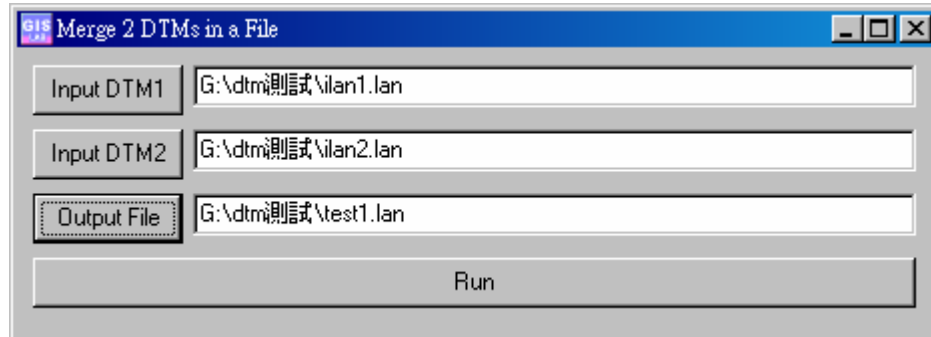 GIS Merge 2 DTMs in a File
Input DTM1 G:\dtm測試\ilan1.lan
Input DTM2 G:\dtm測試\ilan2.lan
Output File G:\dtm測試\test1.lan
Run